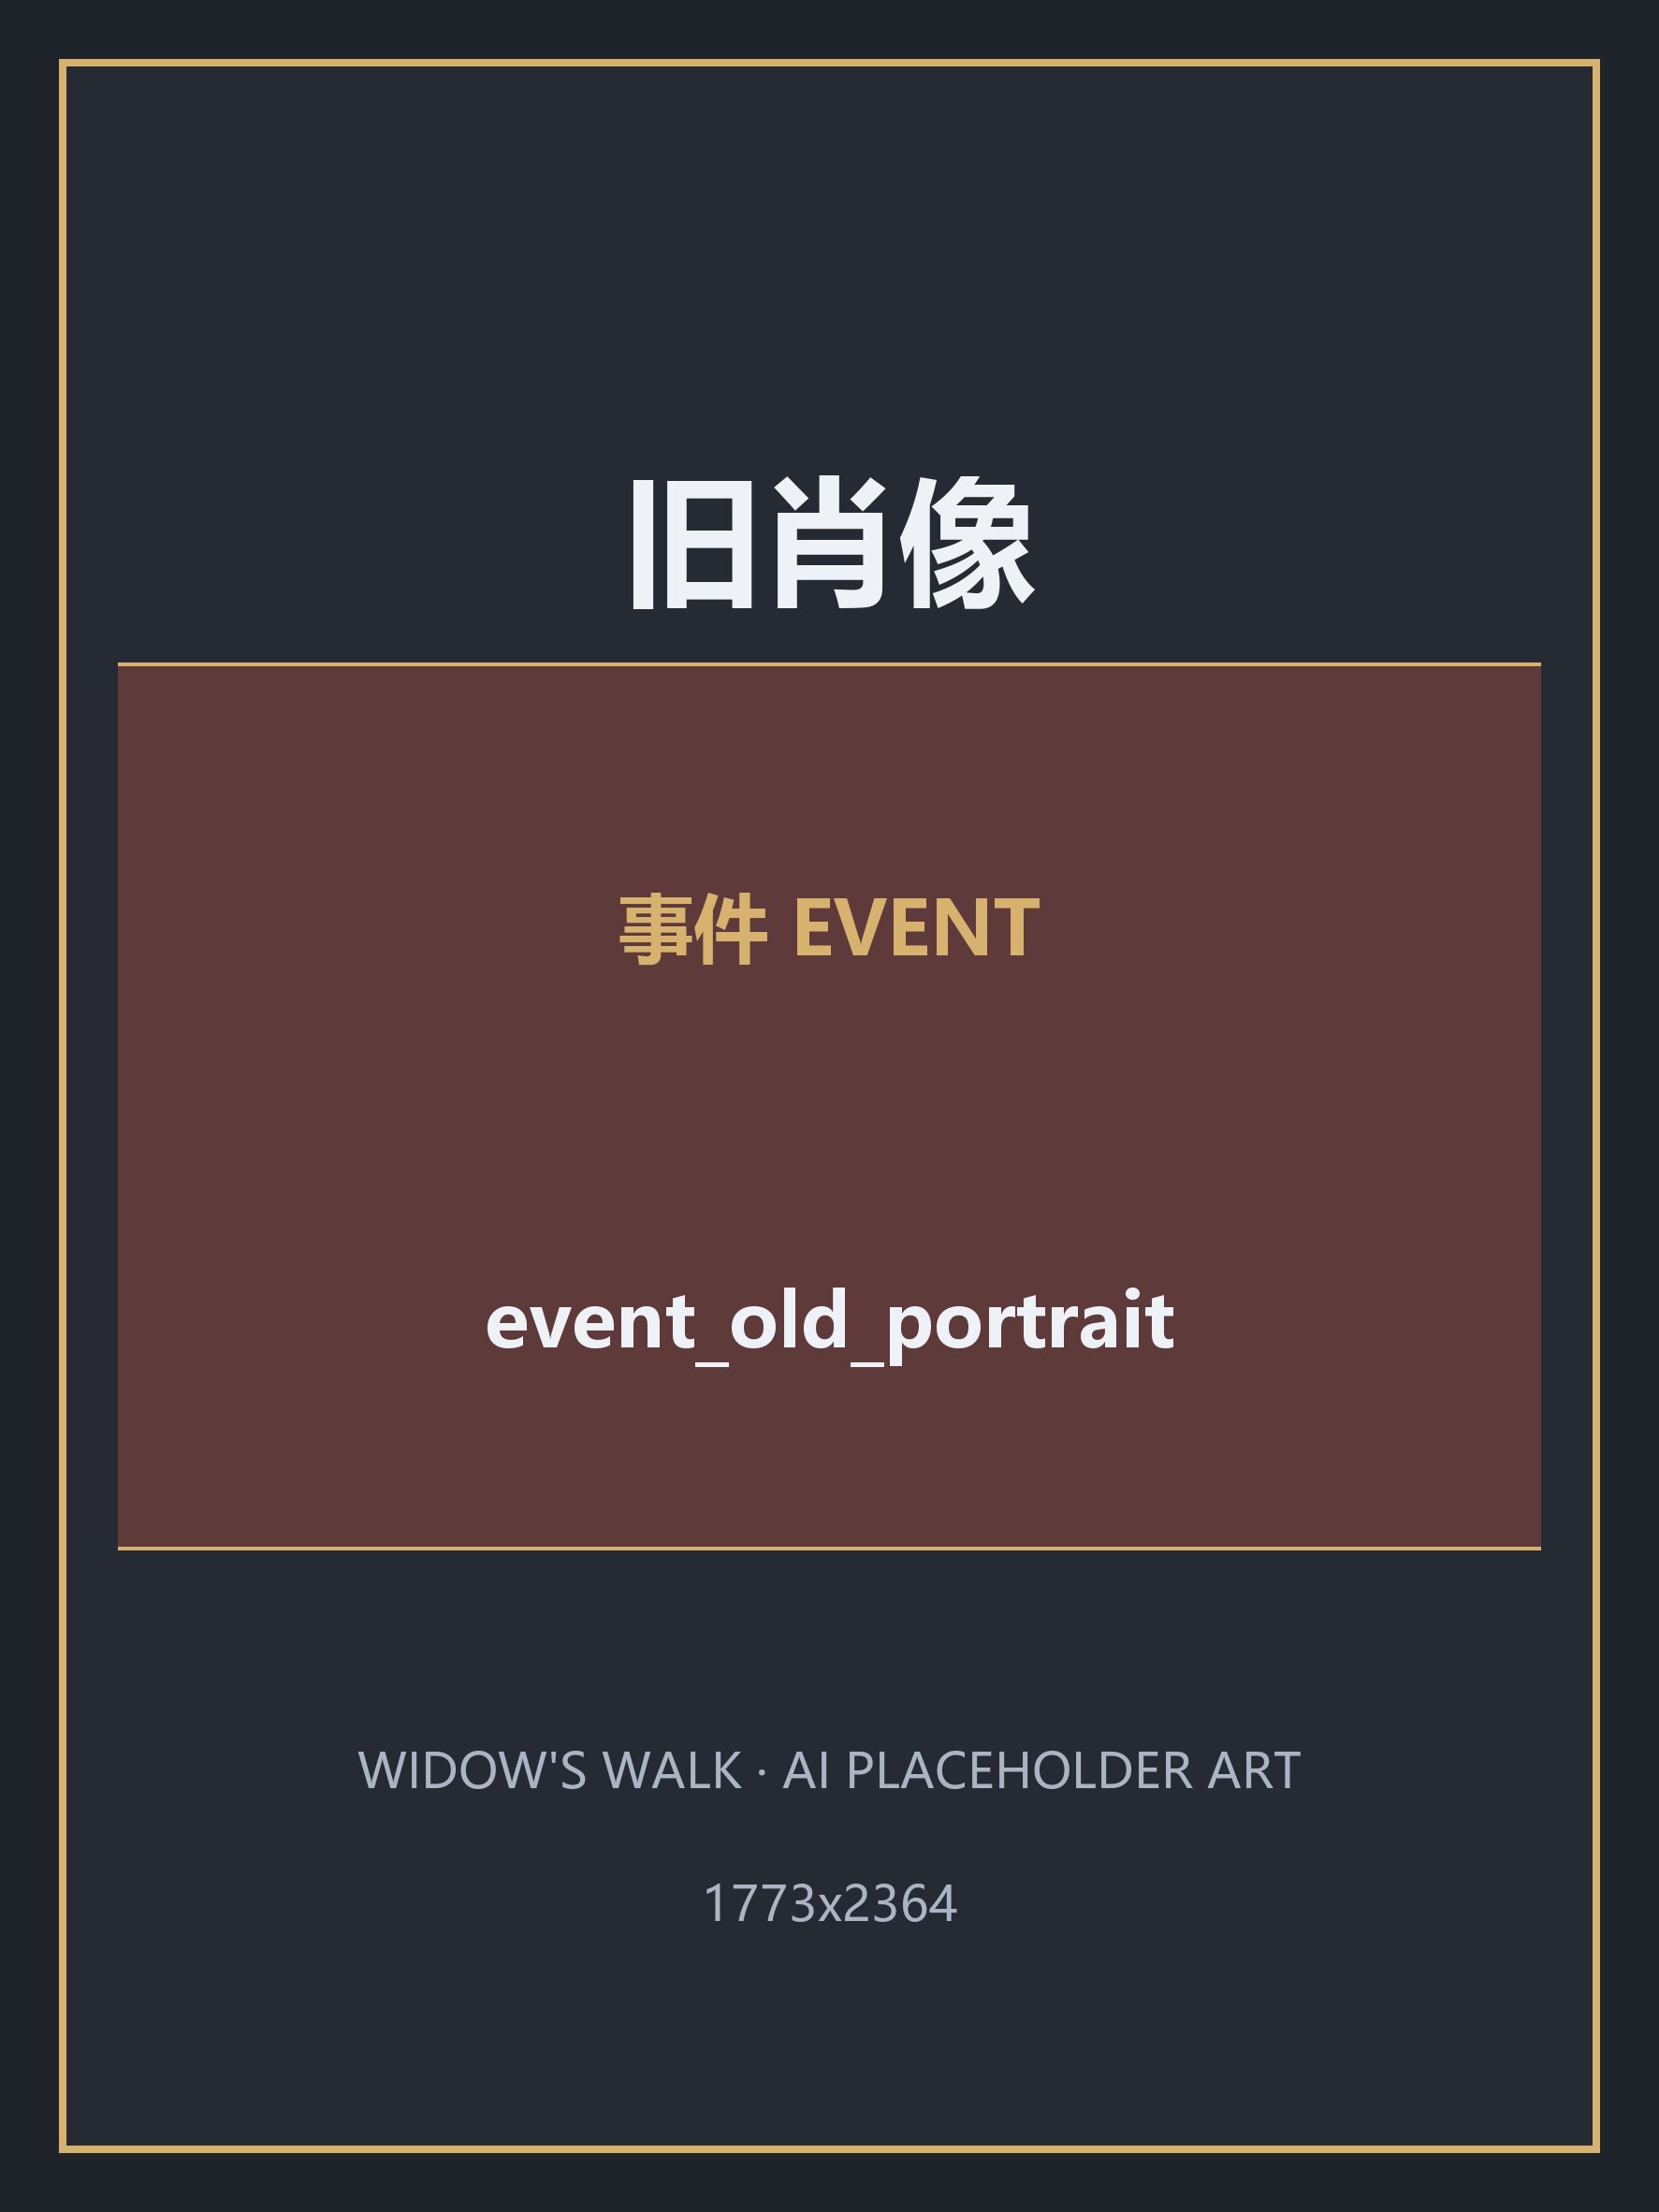 旧肖像
事件 EVENT
event_old_portrait
WIDOW'S WALK · AI PLACEHOLDER ART
1773x2364